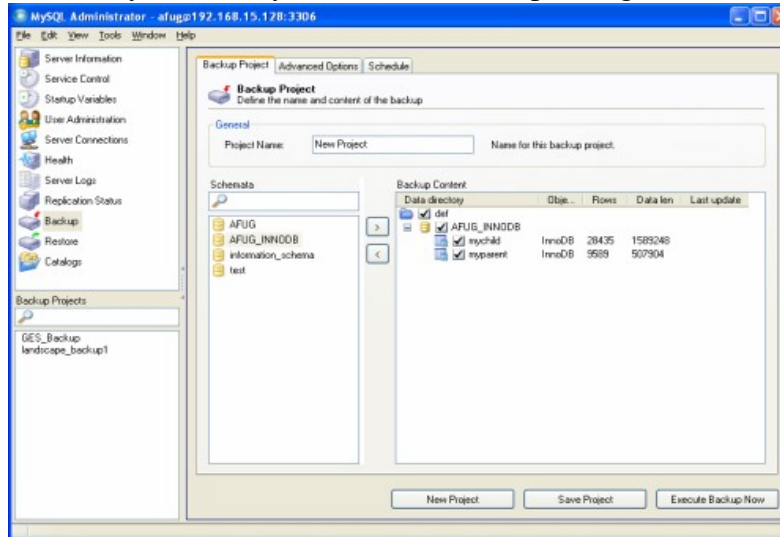 MySQL Administrator - afug@192.168.15.128:3306
File Edit View Tools Window Help
Server Information
Service Control
Startup Variables
User Administration
Server Connections
Health
Server Logs
Replication Status
Backup
Restore
Catalogs
Backup Projects
GES_Backup
landscape_backup1
Backup Project Advanced Options Schedule
Backup Project
Define the name and content of the backup
General
Project Name: New Project Name for this backup project.
Schemata
AFUG
AFUG_INNODB
information_schema
test
>
<
Backup Content
Data directory Obje... Rows Data len Last update
def
AFUG_INNODB
mychild InnoDB 28435 1589248
myparent InnoDB 9589 507904
New Project Save Project Execute Backup Now